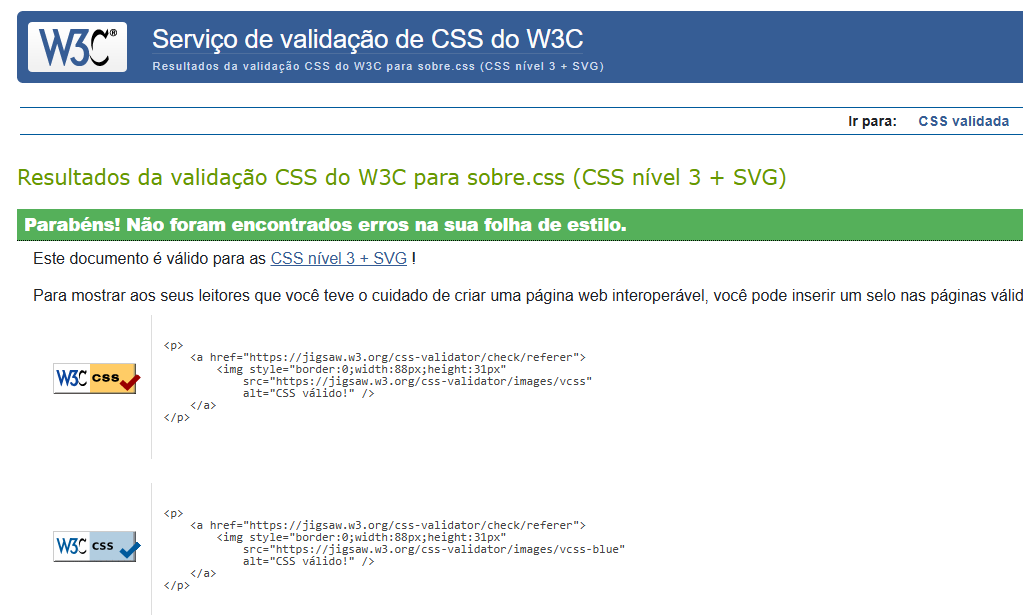 W3C®
Serviço de validação de CSS do W3C
Resultados da validação CSS do W3C para sobre.css (CSS nível 3 + SVG)
Ir para: CSS validada
Resultados da validação CSS do W3C para sobre.css (CSS nível 3 + SVG)
Parabéns! Não foram encontrados erros na sua folha de estilo.
Este documento é válido para as CSS nível 3 + SVG !
Para mostrar aos seus leitores que você teve o cuidado de criar uma página web interoperável, você pode inserir um selo nas páginas válid
W3C css
<p>
<a href="https://jigsaw.w3.org/css-validator/check/referer">
<img style="border:0;width:88px;height:31px"
src="https://jigsaw.w3.org/css-validator/images/vcss"
alt="CSS válido!" />
</a>
</p>
W3C css
<p>
<a href="https://jigsaw.w3.org/css-validator/check/referer">
<img style="border:0;width:88px;height:31px"
src="https://jigsaw.w3.org/css-validator/images/vcss-blue"
alt="CSS válido!" />
</a>
</p>